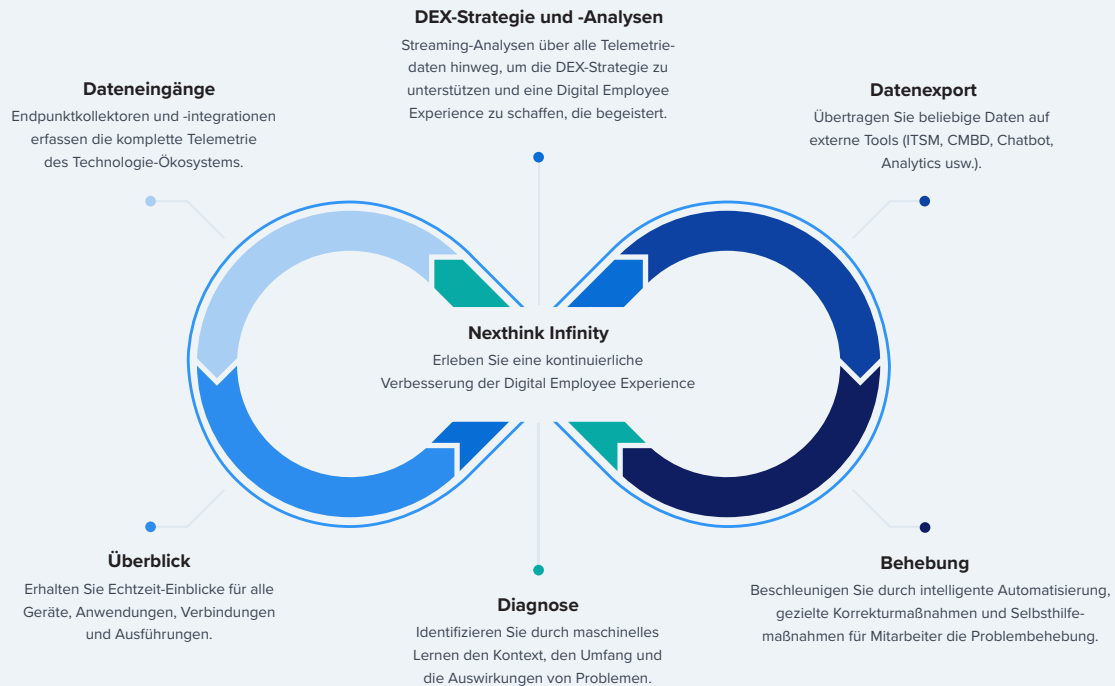 DEX-Strategie und -Analysen
Streaming-Analysen über alle Telemetrie-
daten hinweg, um die DEX-Strategie zu
unterstützen und eine Digital Employee
Experience zu schaffen, die begeistert.
Dateneingänge
Endpunktkollektoren und -integrationen
erfassen die komplette Telemetrie
des Technologie-Ökosystems.
Datenexport
Übertragen Sie beliebige Daten auf
externe Tools (ITSM, CMBD, Chatbot,
Analytics usw.).
Nexthink Infinity
Erleben Sie eine kontinuierliche
Verbesserung der Digital Employee Experience
Überblick
Erhalten Sie Echtzeit-Einblicke für alle
Geräte, Anwendungen, Verbindungen
und Ausführungen.
Diagnose
Identifizieren Sie durch maschinelles
Lernen den Kontext, den Umfang und
die Auswirkungen von Problemen.
Behebung
Beschleunigen Sie durch intelligente Automatisierung,
gezielte Korrekturmaßnahmen und Selbsthilfe-
maßnahmen für Mitarbeiter die Problembehebung.